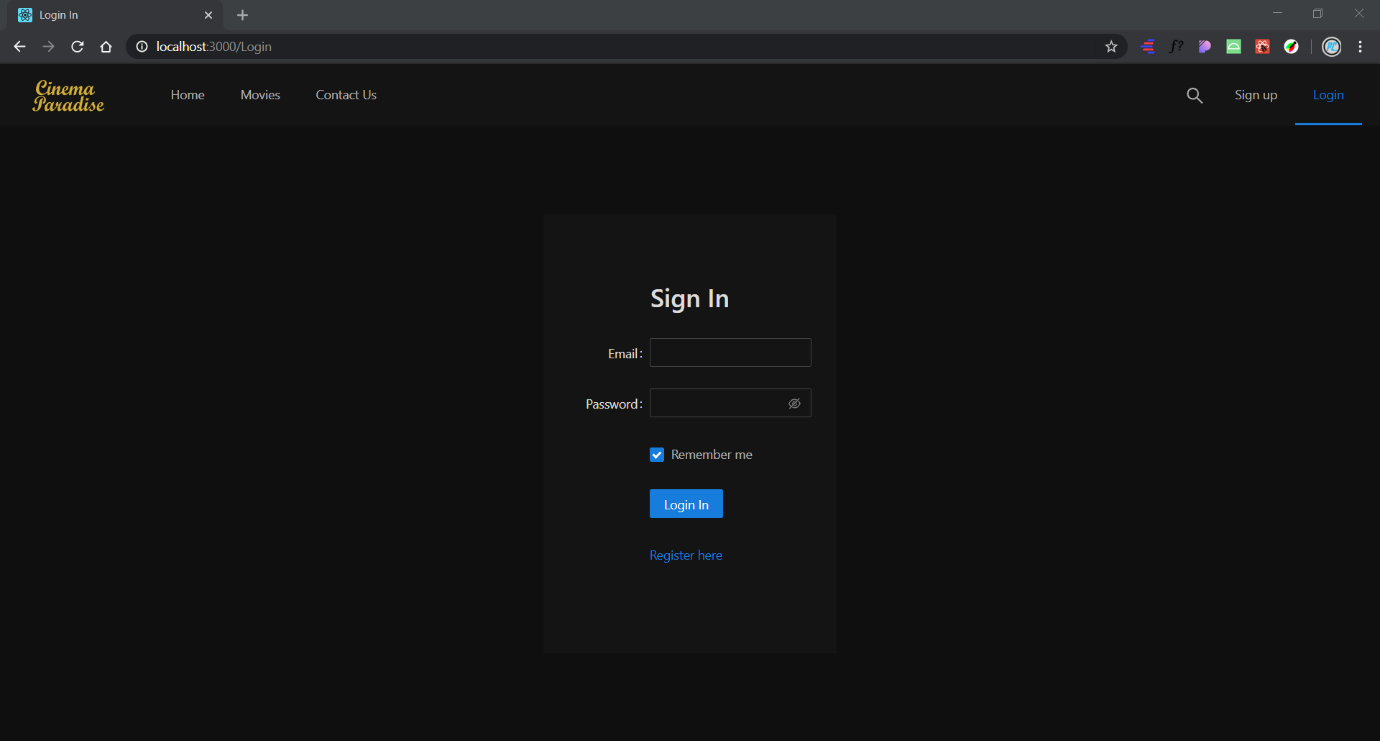 Login In
localhost:3000/Login
f?
Cinema
Paradise
Home
Movies
Contact Us
Sign up
Login
Sign In
Email:
Password:
Remember me
Login In
Register here